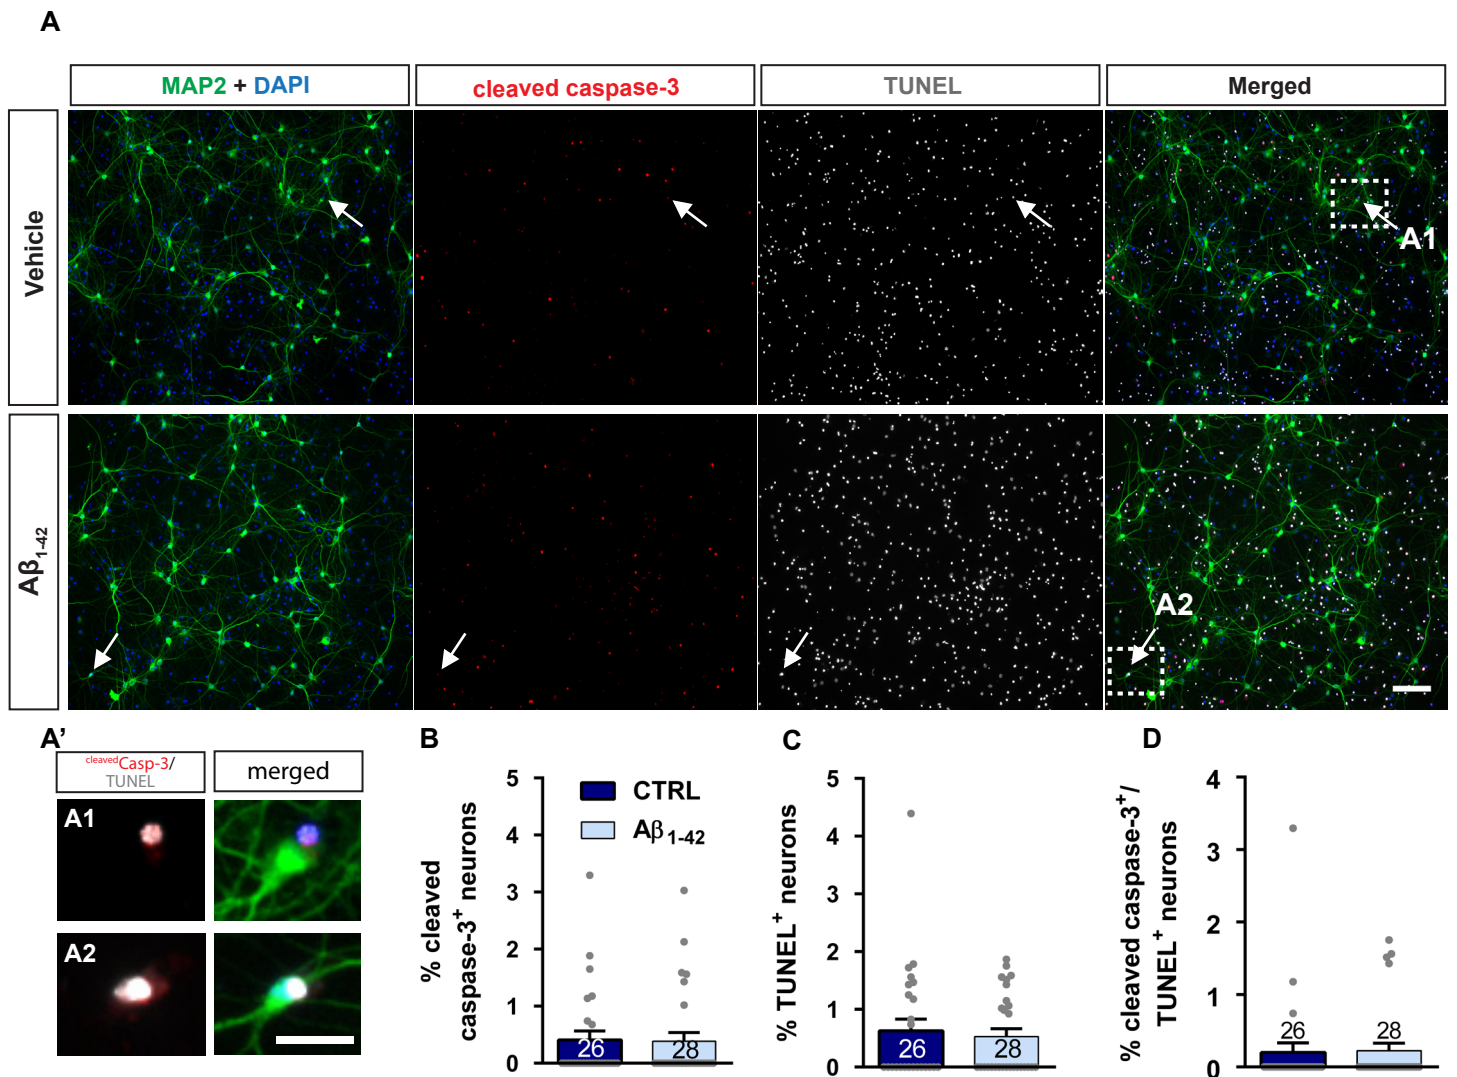 A
MAP2 + DAPI
cleaved caspase-3
TUNEL
Merged
Vehicle
A1
Aβ1-42
A2
A’
cleavedCasp-3/
TUNEL
merged
A1
A2
B
% cleaved
caspase-3+ neurons
5
4
3
2
1
0
CTRL
Aβ1-42
26
28
C
% TUNEL+ neurons
5
4
3
2
1
0
26
28
D
% cleaved caspase-3+/
TUNEL+ neurons
4
3
2
1
0
26
28